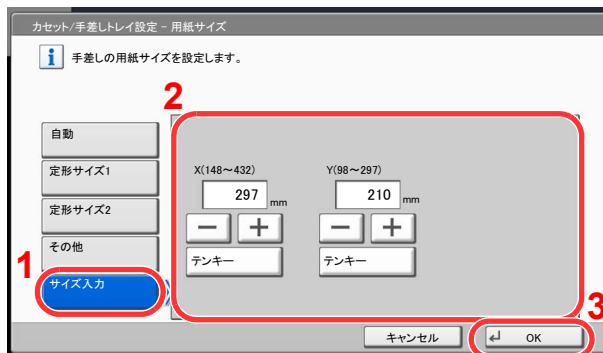 カセット/手差しトレイ設定 - 用紙サイズ
i 手差しの用紙サイズを設定します。
2
自動
定形サイズ1
定形サイズ2
その他
1
サイズ入力
X(148～432)
297 mm
－ ＋
テンキー
Y(98～297)
210 mm
－ ＋
テンキー
3
キャンセル
OK